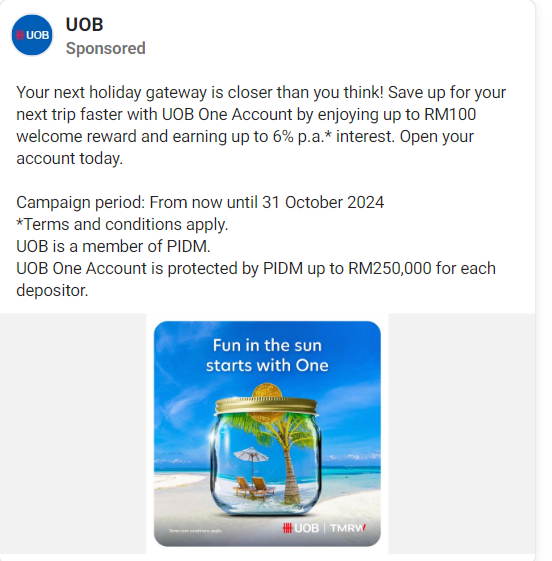 UOB
UOB
Sponsored
Your next holiday gateway is closer than you think! Save up for your
next trip faster with UOB One Account by enjoying up to RM100
welcome reward and earning up to 6% p.a.* interest. Open your
account today.
Campaign period: From now until 31 October 2024
*Terms and conditions apply.
UOB is a member of PIDM.
UOB One Account is protected by PIDM up to RM250,000 for each
depositor.
Fun in the sun
starts with One
Terms and conditions apply.
UOB | TMRW